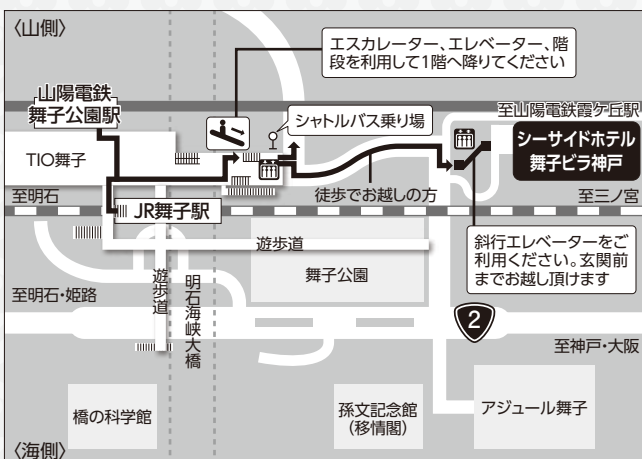 〈山側〉
エスカレーター、エレベーター、階
段を利用して1階へ降りてください
山陽電鉄
舞子公園駅
シャトルバス乗り場
至山陽電鉄霞ケ丘駅
シーサイドホテル
舞子ビラ神戸
TIO舞子
至明石
徒歩でお越しの方
至三ノ宮
JR舞子駅
斜行エレベーターをご
利用ください。玄関前
までお越し頂けます
遊歩道
舞子公園
遊歩道
明石海峡大橋
至明石・姫路
2
至神戸・大阪
橋の科学館
孫文記念館
(移情閣)
アジュール舞子
〈海側〉